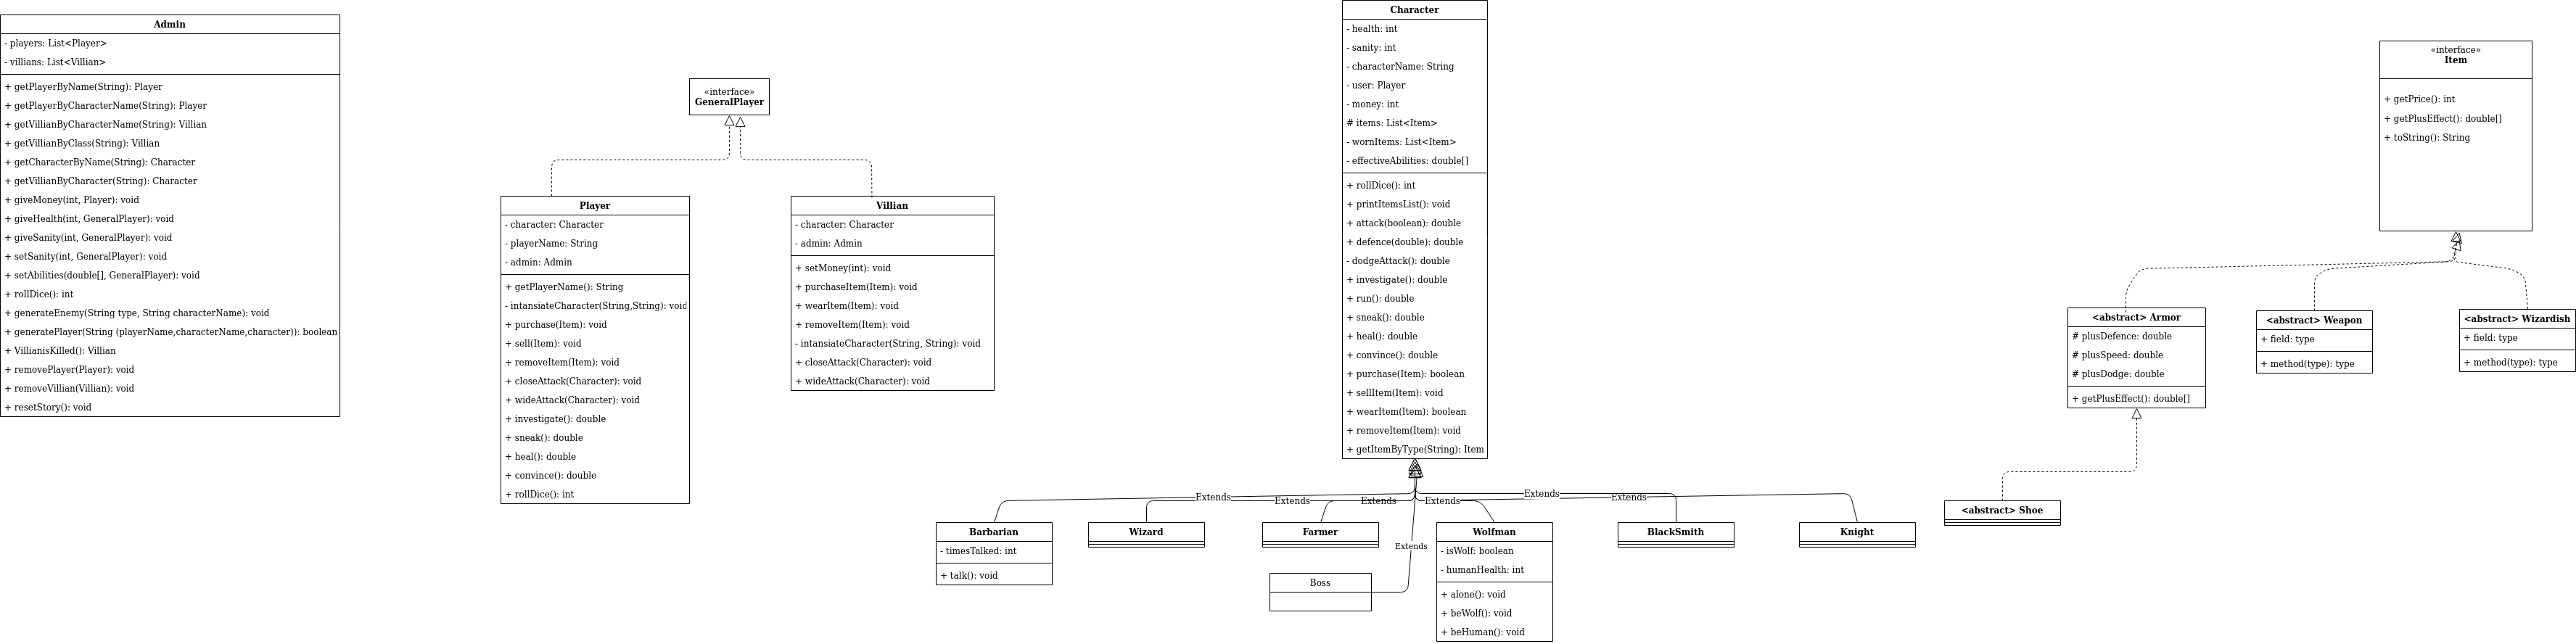 Admin
- players: List<Player>
- villians: List<Villian>
+ getPlayerByName(String): Player
+ getPlayerByCharacterName(String): Player
+ getVillianByCharacterName(String): Villian
+ getVillianByClass(String): Villian
+ getCharacterByName(String): Character
+ getVillianByCharacter(String): Character
+ giveMoney(int, Player): void
+ giveHealth(int, GeneralPlayer): void
+ giveSanity(int, GeneralPlayer): void
+ setSanity(int, GeneralPlayer): void
+ setAbilities(double[], GeneralPlayer): void
+ rollDice(): int
+ generateEnemy(String type, String characterName): void
+ generatePlayer(String (playerName,characterName,character)): boolean
+ VillianisKilled(): Villian
+ removePlayer(Player): void
+ removeVillian(Villian): void
+ resetStory(): void
«interface»
GeneralPlayer
Player
- character: Character
- playerName: String
- admin: Admin
+ getPlayerName(): String
- intansiateCharacter(String,String): void
+ purchase(Item): void
+ sell(Item): void
+ removeItem(Item): void
+ closeAttack(Character): void
+ wideAttack(Character): void
+ investigate(): double
+ sneak(): double
+ heal(): double
+ convince(): double
+ rollDice(): int
Villian
- character: Character
- admin: Admin
+ setMoney(int): void
+ purchaseItem(Item): void
+ wearItem(Item): void
+ removeItem(Item): void
- intansiateCharacter(String, String): void
+ closeAttack(Character): void
+ wideAttack(Character): void
Character
- health: int
- sanity: int
- characterName: String
- user: Player
- money: int
# items: List<Item>
- wornItems: List<Item>
- effectiveAbilities: double[]
+ rollDice(): int
+ printItemsList(): void
+ attack(boolean): double
+ defence(double): double
- dodgeAttack(): double
+ investigate(): double
+ run(): double
+ sneak(): double
+ heal(): double
+ convince(): double
+ purchase(Item): boolean
+ sellItem(Item): void
+ wearItem(Item): boolean
+ removeItem(Item): void
+ getItemByType(String): Item
Extends
Extends
Extends
Extends
Extends
Extends
Extends
Barbarian
- timesTalked: int
+ talk(): void
Wizard
Farmer
Boss
Wolfman
- isWolf: boolean
- humanHealth: int
+ alone(): void
+ beWolf(): void
+ beHuman(): void
BlackSmith
Knight
«interface»
Item
+ getPrice(): int
+ getPlusEffect(): double[]
+ toString(): String
<abstract> Armor
# plusDefence: double
# plusSpeed: double
# plusDodge: double
+ getPlusEffect(): double[]
<abstract> Weapon
+ field: type
+ method(type): type
<abstract> Wizardish
+ field: type
+ method(type): type
<abstract> Shoe